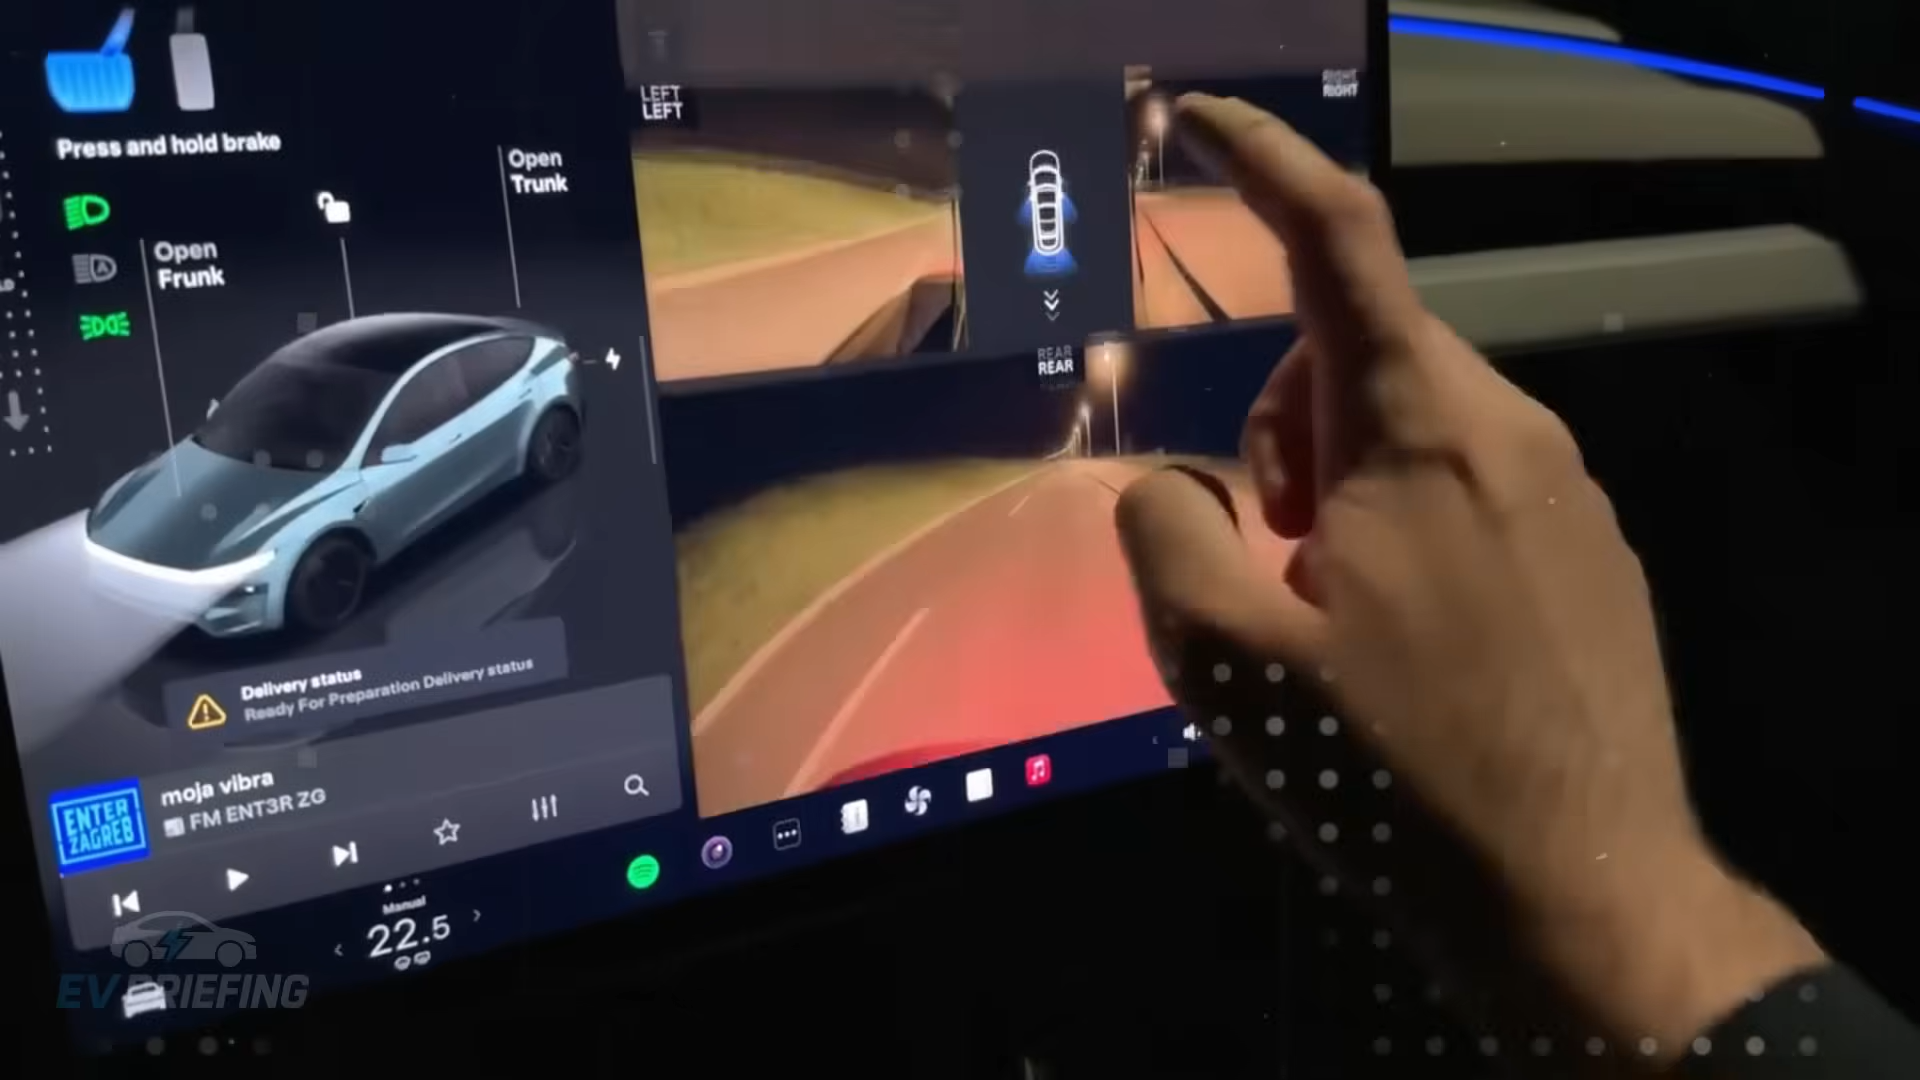 Press and hold brake
Open
Trunk
Open
Frunk
LEFT
LEFT
RIGHT
RIGHT
REAR
REAR
Delivery status
Ready For Preparation Delivery status
ENTER
ZAGREB
moja vibra
FM ENT3R ZG
Manual
22.5
EV BRIEFING